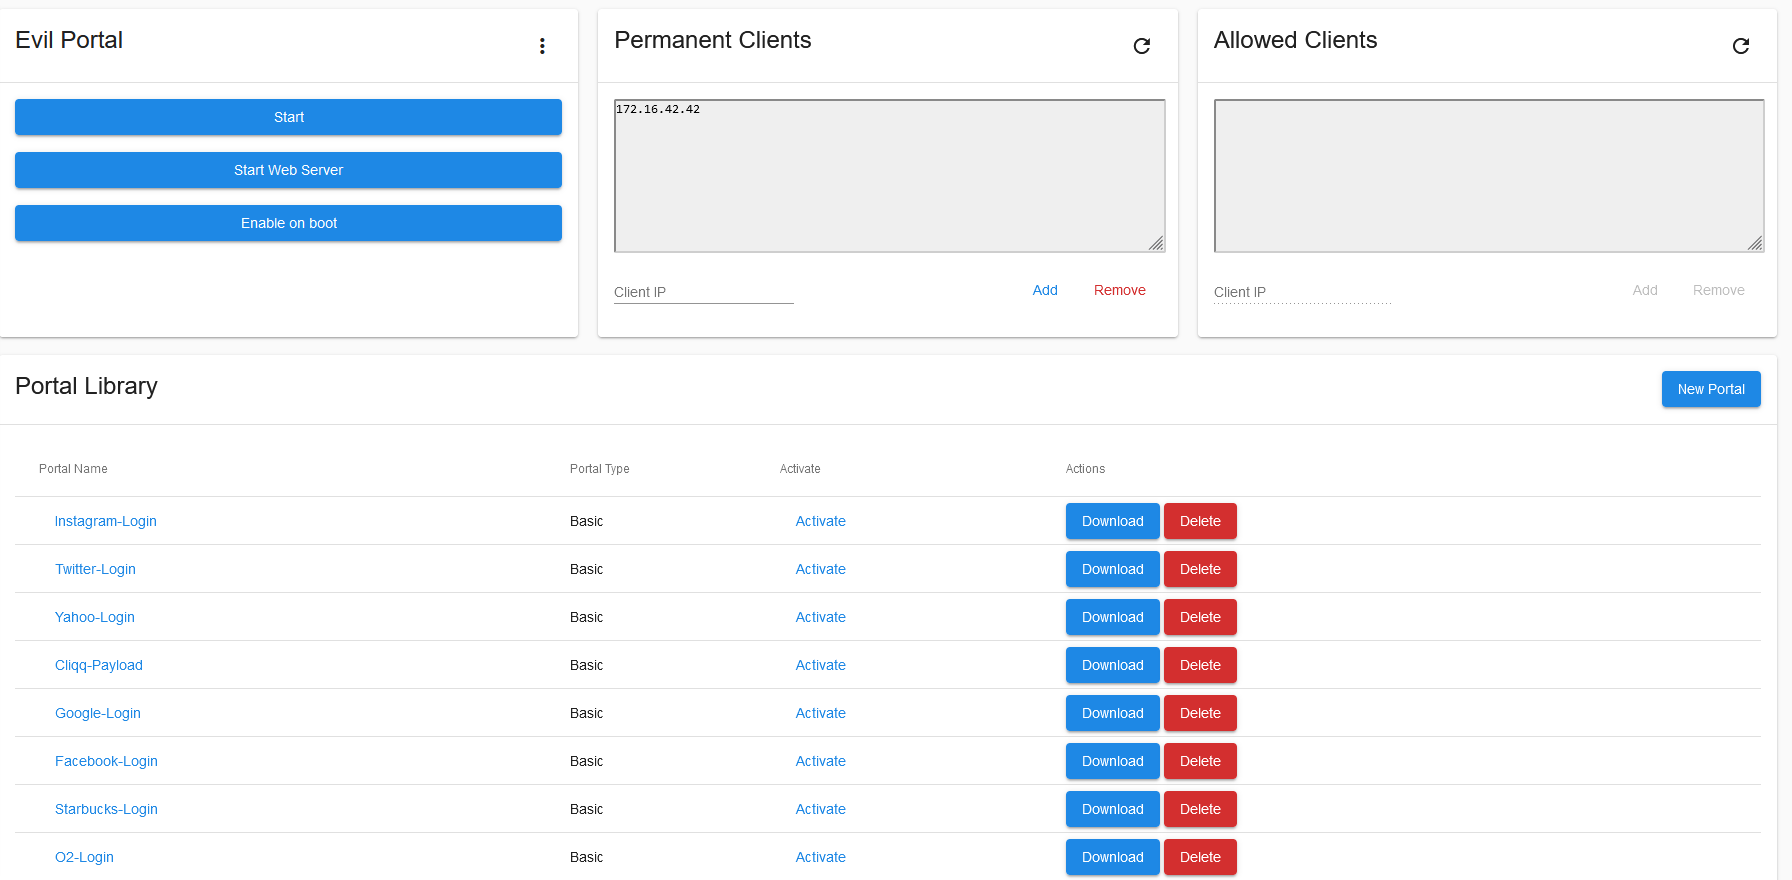 Evil Portal
Start
Start Web Server
Enable on boot
Permanent Clients
172.16.42.42
Client IP
Add
Remove
Allowed Clients
Client IP
Add
Remove
Portal Library
New Portal
Portal Name Portal Type Activate Actions
Instagram-Login Basic Activate Download Delete
Twitter-Login Basic Activate Download Delete
Yahoo-Login Basic Activate Download Delete
Cliqq-Payload Basic Activate Download Delete
Google-Login Basic Activate Download Delete
Facebook-Login Basic Activate Download Delete
Starbucks-Login Basic Activate Download Delete
O2-Login Basic Activate Download Delete